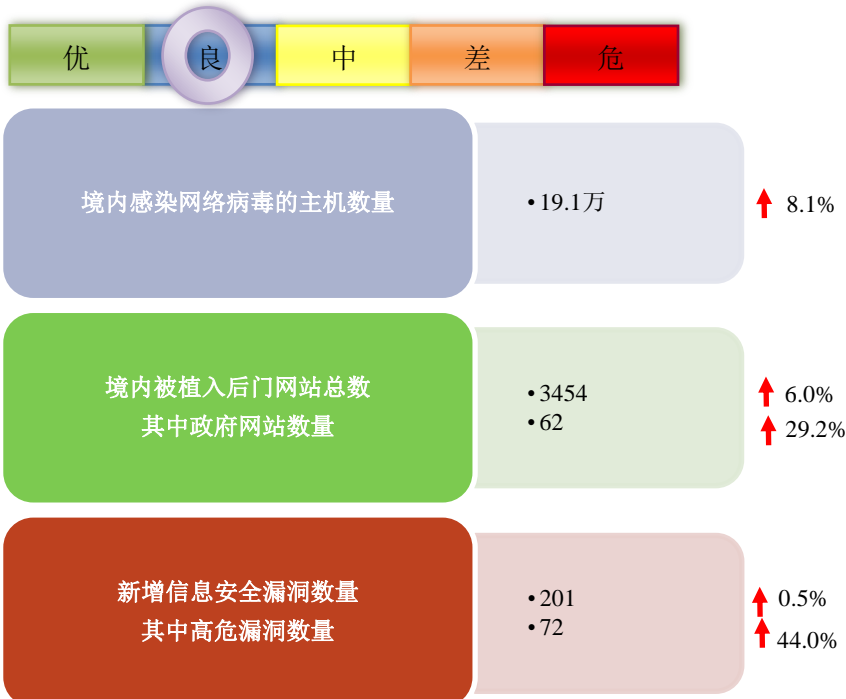 优 良 中 差 危
境内感染网络病毒的主机数量
•19.1万
8.1%
境内被植入后门网站总数
其中政府网站数量
•3454
•62
6.0%
29.2%
新增信息安全漏洞数量
其中高危漏洞数量
•201
•72
0.5%
44.0%